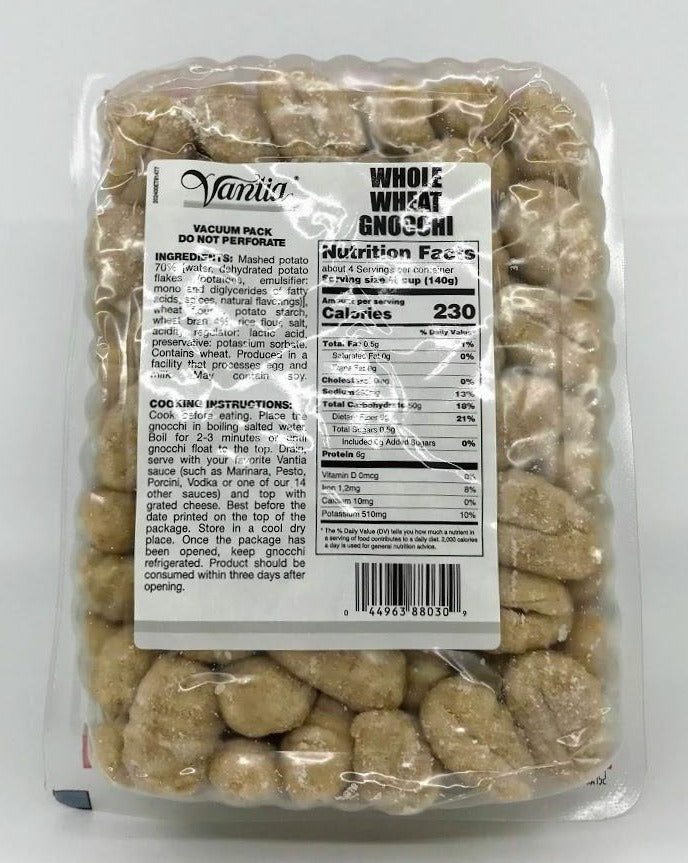 Vantia
WHOLE
WHEAT
GNOCCHI
VACUUM PACK
DO NOT PERFORATE
INGREDIENTS: Mashed potato
70% [water, dehydrated potato
flakes (potatoes, emulsifier:
mono and diglycerides of fatty
acids, spices, natural flavorings)],
wheat flour, potato starch,
wheat bran 4%, rice flour, salt,
acidity regulator: lactic acid,
preservative: potassium sorbate.
Contains wheat. Produced in a
facility that processes egg and
milk. May contain soy.
COOKING INSTRUCTIONS:
Cook before eating. Place the
gnocchi in boiling salted water.
Boil for 2-3 minutes or until
gnocchi float to the top. Drain,
serve with your favorite Vantia
sauce (such as Marinara, Pesto,
Porcini, Vodka or one of our 14
other sauces) and top with
grated cheese. Best before the
date printed on the top of the
package. Store in a cool dry
place. Once the package has
been opened, keep gnocchi
refrigerated. Product should be
consumed within three days after
opening.
Nutrition Facts
about 4 Servings per container
Serving size cup (140g)
Amount per serving
Calories 230
% Daily Value*
Total Fat 0.5g 1%
Saturated Fat 0g 0%
Trans Fat 0g
Cholesterol 0mg 0%
Sodium 13%
Total Carbohydrate 50g 18%
Dietary Fiber 21%
Total Sugars 0.5g
Included 0g Added Sugars 0%
Protein 6g
Vitamin D 0mcg 0%
Iron 1.2mg 8%
Calcium 10mg 0%
Potassium 510mg 10%
* The % Daily Value (DV) tells you how much a nutrient in
a serving of food contributes to a daily diet. 2,000 calories
a day is used for general nutrition advice.
0 44963 88030 9